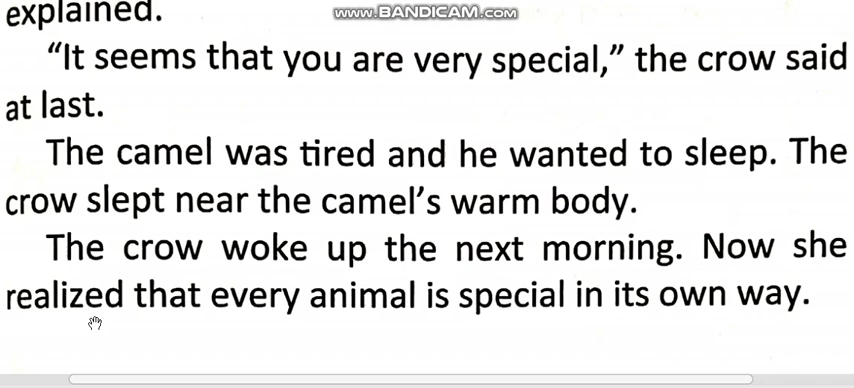 www.BANDICAM.com
explained.
“It seems that you are very special,” the crow said
at last.
The camel was tired and he wanted to sleep. The
crow slept near the camel’s warm body.
The crow woke up the next morning. Now she
realized that every animal is special in its own way.